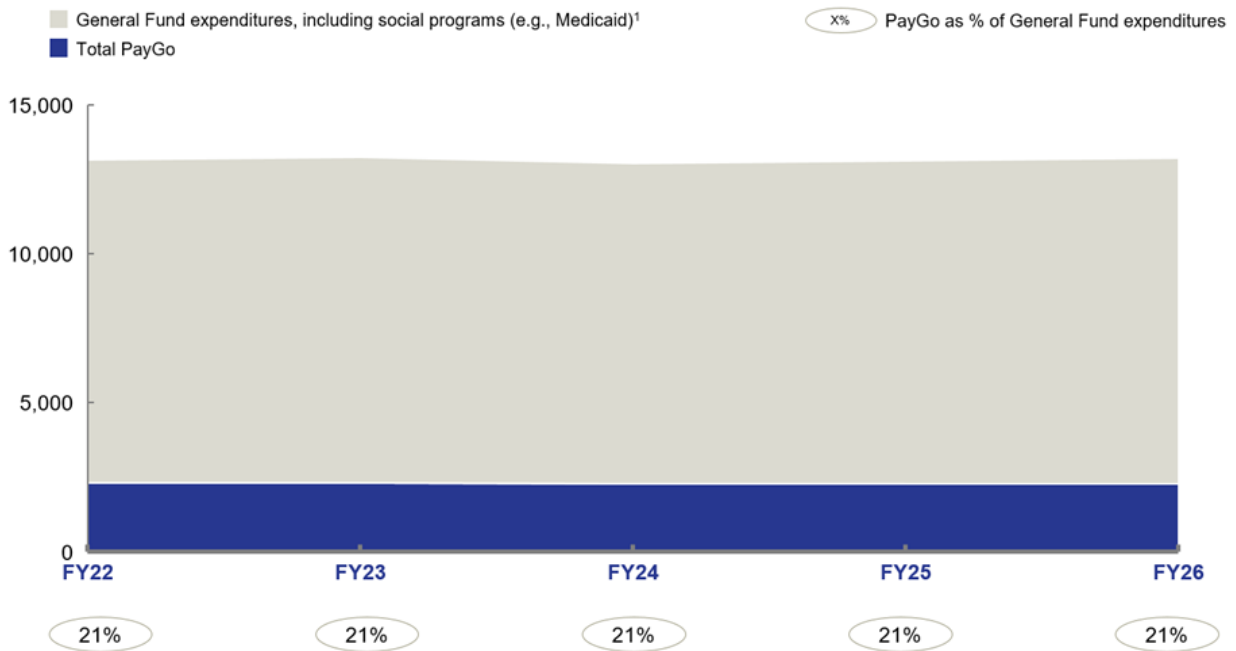 General Fund expenditures, including social programs (e.g., Medicaid)¹
X% PayGo as % of General Fund expenditures
Total PayGo
15,000
10,000
5,000
0
FY22 FY23 FY24 FY25 FY26
21% 21% 21% 21% 21%